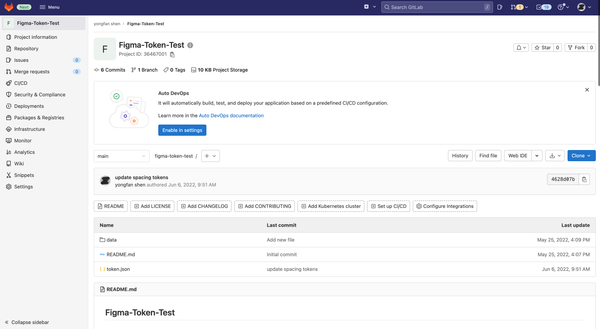 Next
Menu
Search GitLab
/
1
10
F
Figma-Token-Test
Project information
Repository
Issues 0
Merge requests 0
CI/CD
Security & Compliance
Deployments
Packages & Registries
Infrastructure
Monitor
Analytics
Wiki
Snippets
Settings
Collapse sidebar
yongfan shen › Figma-Token-Test
F
Figma-Token-Test
Project ID: 36467001
Star 0
Fork 0
6 Commits 1 Branch 0 Tags 10 KB Project Storage
Auto DevOps
It will automatically build, test, and deploy your application based on a predefined CI/CD configuration.
Learn more in the Auto DevOps documentation
Enable in settings
main
figma-token-test /
+
History
Find file
Web IDE
Clone
update spacing tokens
yongfan shen authored Jun 6, 2022, 9:51 AM
4628d07b
README
Add LICENSE
Add CHANGELOG
Add CONTRIBUTING
Add Kubernetes cluster
Set up CI/CD
Configure Integrations
Name Last commit Last update
data Add new file May 25, 2022, 4:09 PM
README.md Initial commit May 25, 2022, 4:07 PM
token.json update spacing tokens Jun 6, 2022, 9:51 AM
README.md
Figma-Token-Test